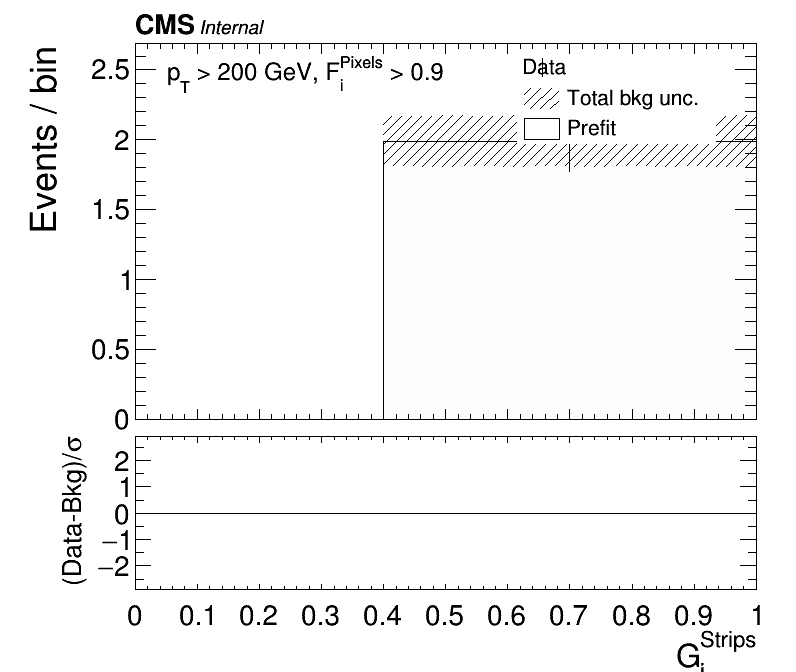 CMS Internal
Events / bin
2.5
2
1.5
1
0.5
0
p_T > 200 GeV, F_i^Pixels > 0.9
Data
Total bkg unc.
Prefit
(Data-Bkg)/σ
2
1
0
−1
−2
0 0.1 0.2 0.3 0.4 0.5 0.6 0.7 0.8 0.9 1
G_i^Strips